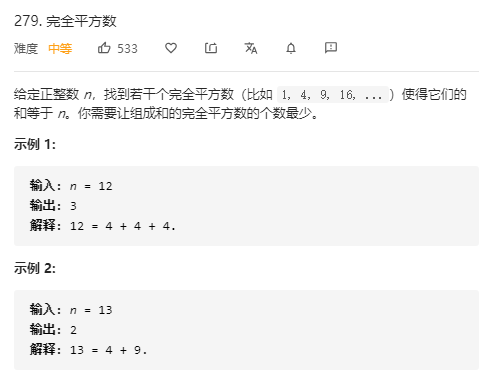 279. 完全平方数
难度 中等 533
给定正整数 n，找到若干个完全平方数（比如 1, 4, 9, 16, ...）使得它们的
和等于 n。你需要让组成和的完全平方数的个数最少。
示例 1:
输入: n = 12
输出: 3
解释: 12 = 4 + 4 + 4.
示例 2:
输入: n = 13
输出: 2
解释: 13 = 4 + 9.